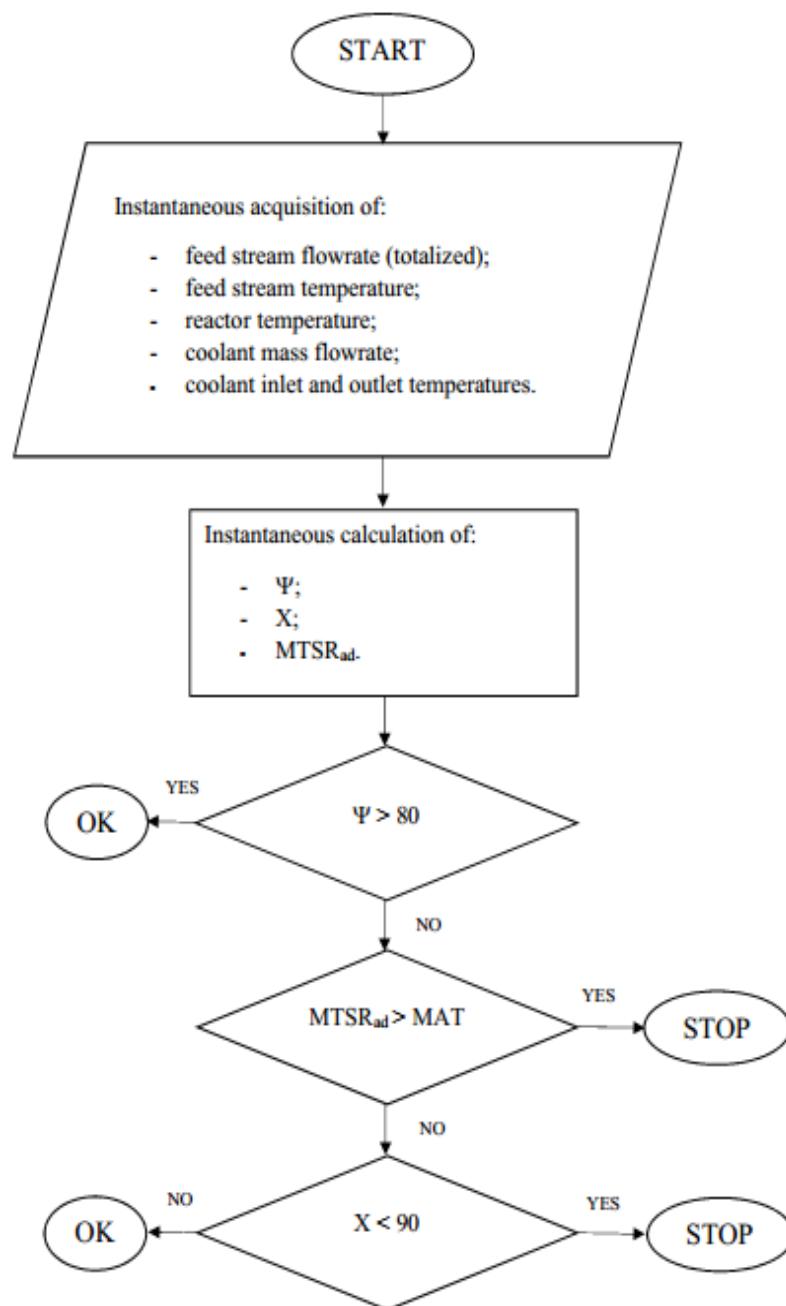 START
Instantaneous acquisition of:
- feed stream flowrate (totalized);
- feed stream temperature;
- reactor temperature;
- coolant mass flowrate;
- coolant inlet and outlet temperatures.
Instantaneous calculation of:
- Ψ;
- X;
- MTSRad.
YES
OK
Ψ > 80
NO
MTSRad > MAT
YES
STOP
NO
NO
OK
X < 90
YES
STOP